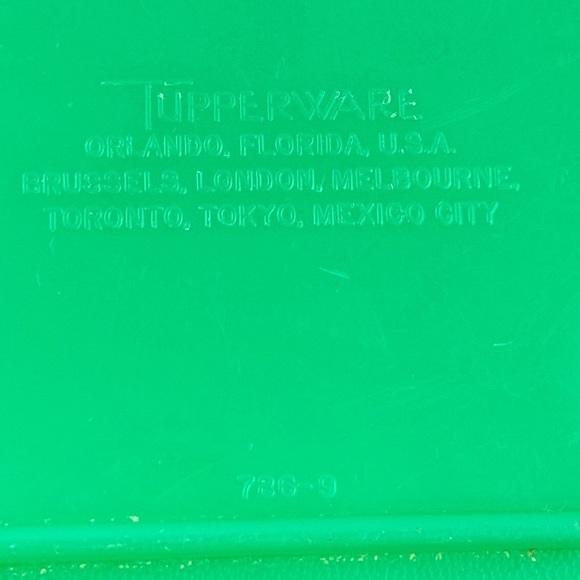 TUPPERWARE
ORLANDO, FLORIDA, U.S.A.
BRUSSELS, LONDON, MELBOURNE,
TORONTO, TOKYO, MEXICO CITY
786-9